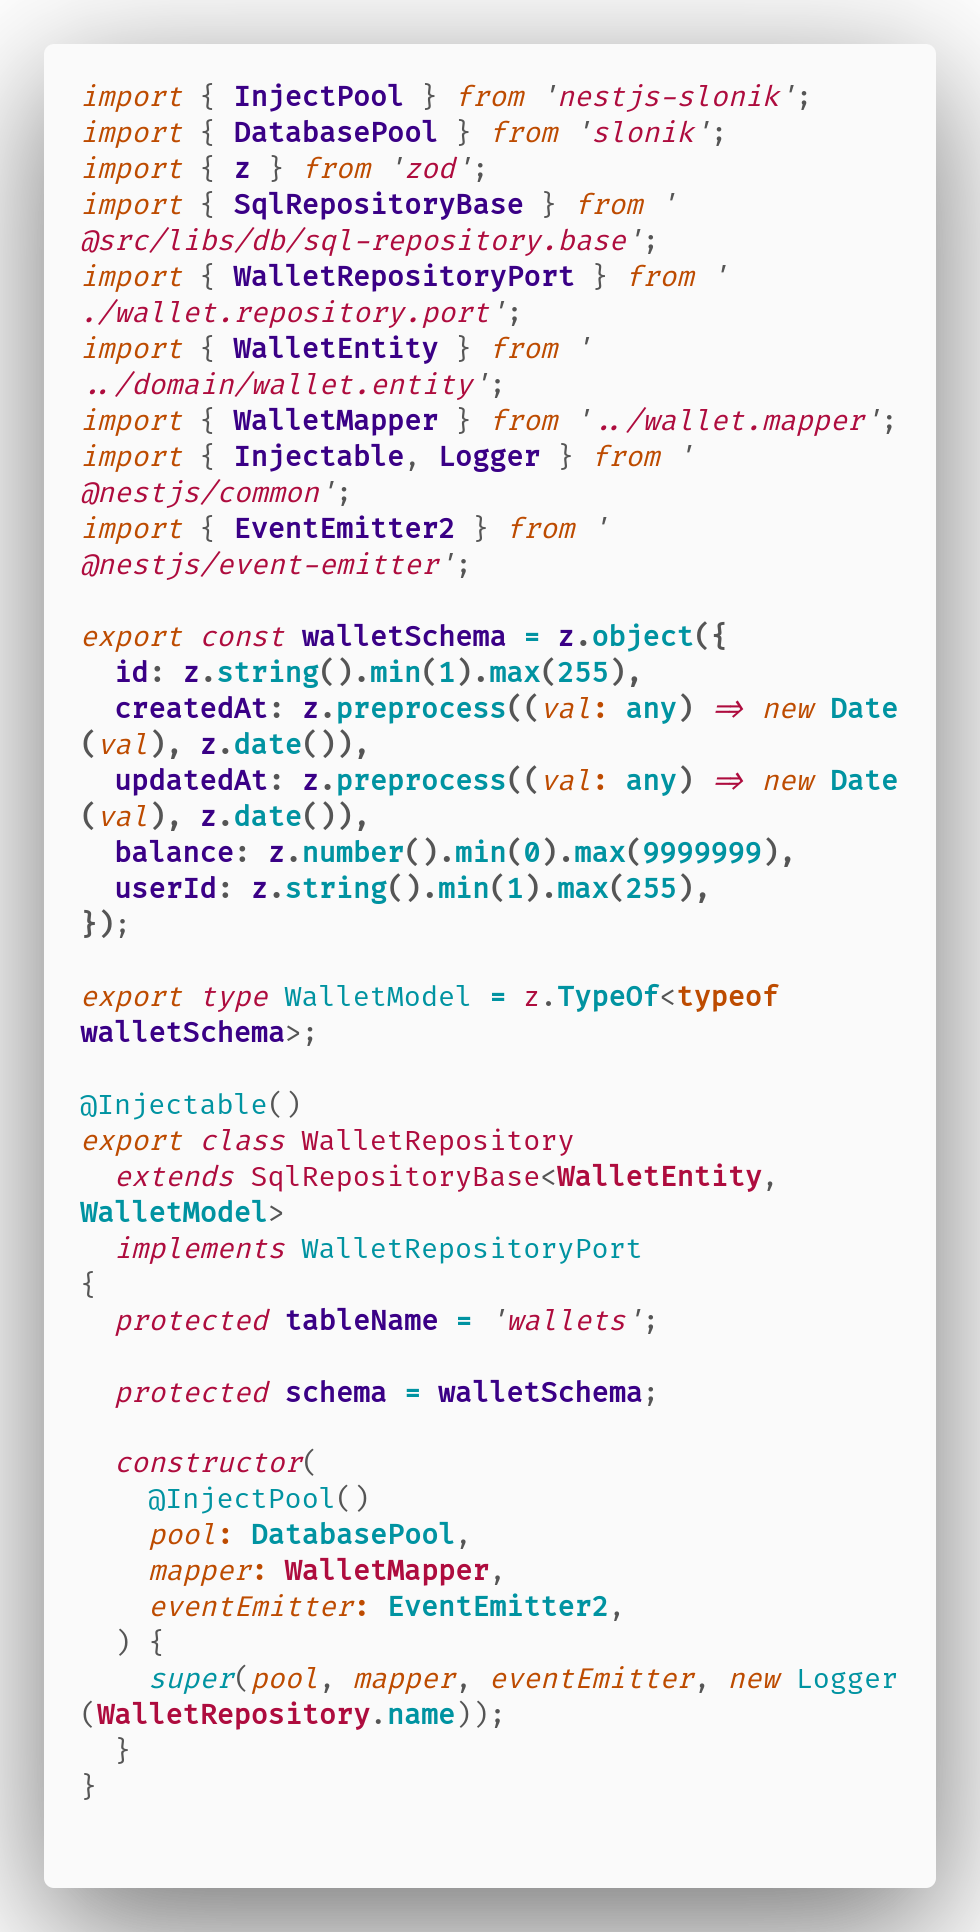 import { InjectPool } from 'nestjs-slonik';
import { DatabasePool } from 'slonik';
import { z } from 'zod';
import { SqlRepositoryBase } from '
@src/libs/db/sql-repository.base';
import { WalletRepositoryPort } from '
./wallet.repository.port';
import { WalletEntity } from '
../domain/wallet.entity';
import { WalletMapper } from '../wallet.mapper';
import { Injectable, Logger } from '
@nestjs/common';
import { EventEmitter2 } from '
@nestjs/event-emitter';

export const walletSchema = z.object({
  id: z.string().min(1).max(255),
  createdAt: z.preprocess((val: any) => new Date
(val), z.date()),
  updatedAt: z.preprocess((val: any) => new Date
(val), z.date()),
  balance: z.number().min(0).max(9999999),
  userId: z.string().min(1).max(255),
});

export type WalletModel = z.TypeOf<typeof
walletSchema>;

@Injectable()
export class WalletRepository
  extends SqlRepositoryBase<WalletEntity,
WalletModel>
  implements WalletRepositoryPort
{
  protected tableName = 'wallets';

  protected schema = walletSchema;

  constructor(
    @InjectPool()
    pool: DatabasePool,
    mapper: WalletMapper,
    eventEmitter: EventEmitter2,
  ) {
    super(pool, mapper, eventEmitter, new Logger
(WalletRepository.name));
  }
}